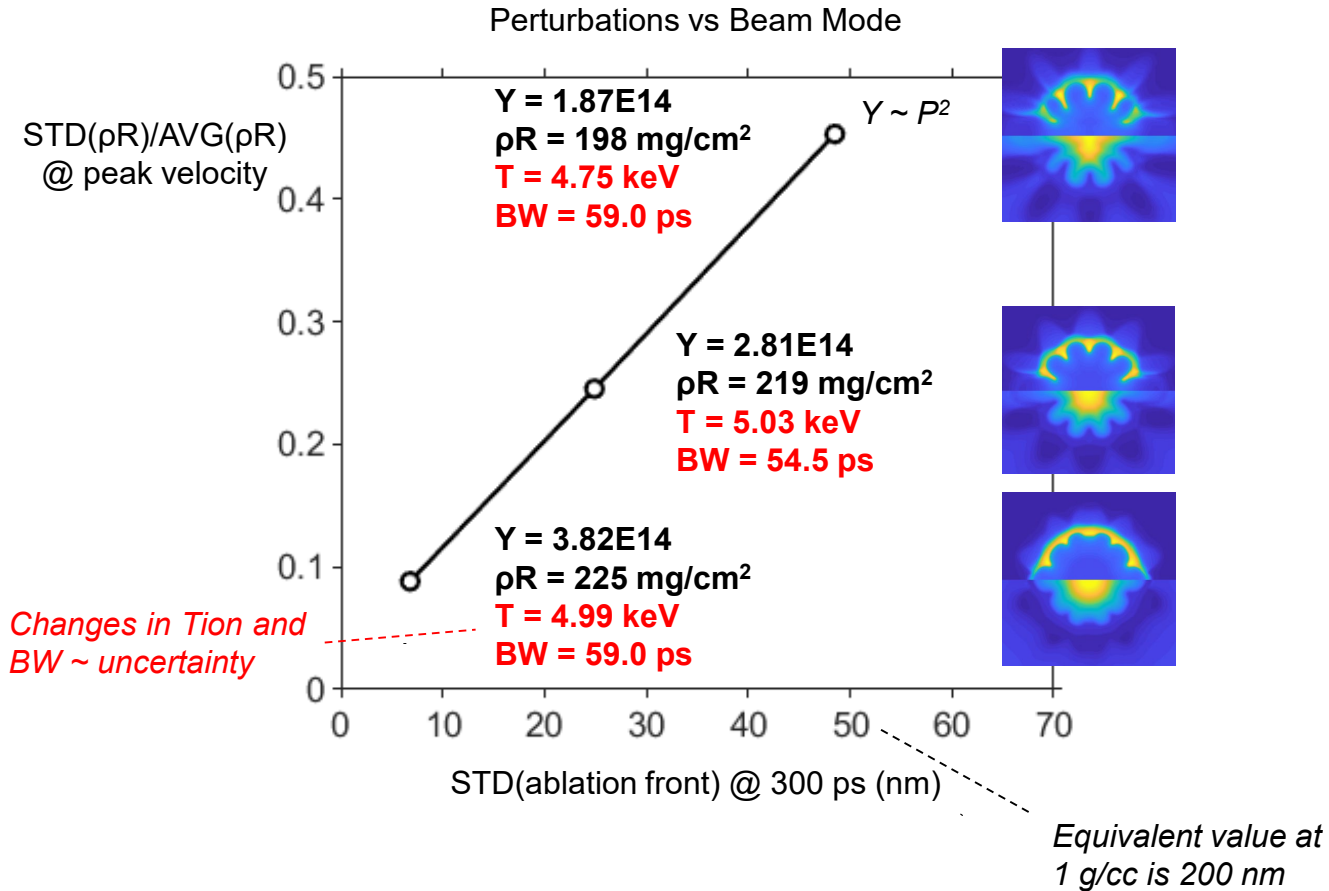 Perturbations vs Beam Mode
STD(ρR)/AVG(ρR)
@ peak velocity
0.5
0.4
0.3
0.2
0.1
0
Y = 1.87E14
ρR = 198 mg/cm²
T = 4.75 keV
BW = 59.0 ps
Y ~ P²
Y = 2.81E14
ρR = 219 mg/cm²
T = 5.03 keV
BW = 54.5 ps
Y = 3.82E14
ρR = 225 mg/cm²
T = 4.99 keV
BW = 59.0 ps
Changes in Tion and
BW ~ uncertainty
0 10 20 30 40 50 60 70
STD(ablation front) @ 300 ps (nm)
Equivalent value at
1 g/cc is 200 nm